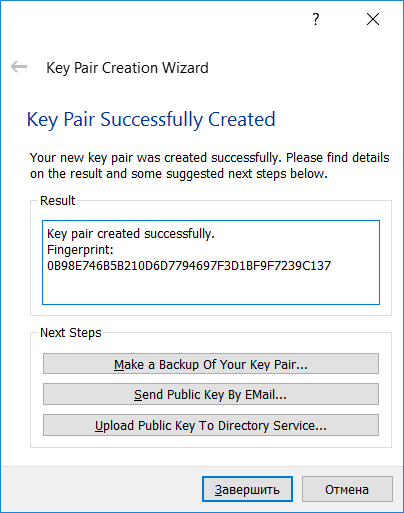 ?
Key Pair Creation Wizard
Key Pair Successfully Created
Your new key pair was created successfully. Please find details
on the result and some suggested next steps below.
Result
Key pair created successfully.
Fingerprint:
0B98E746B5B210D6D7794697F3D1BF9F7239C137
Next Steps
Make a Backup Of Your Key Pair...
Send Public Key By EMail...
Upload Public Key To Directory Service...
Завершить Отмена